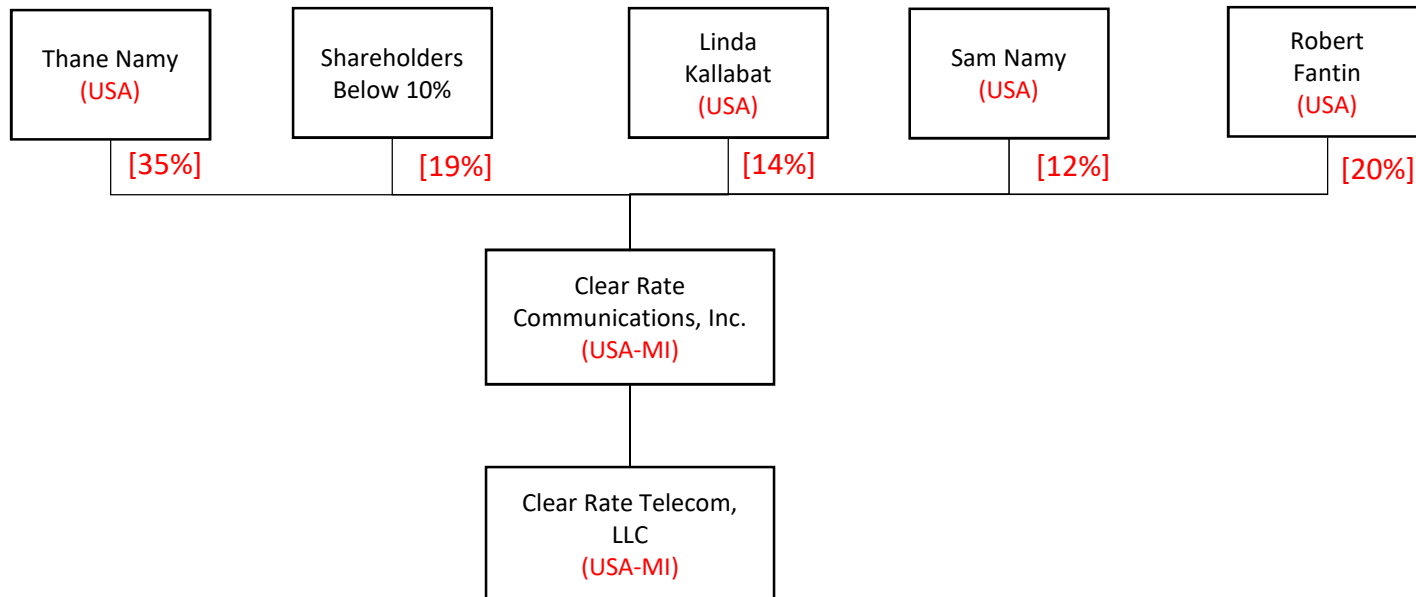 Thane Namy
(USA)
Shareholders
Below 10%
Linda
Kallabat
(USA)
Sam Namy
(USA)
Robert
Fantin
(USA)
[35%]
[19%]
[14%]
[12%]
[20%]
Clear Rate
Communications, Inc.
(USA-MI)
Clear Rate Telecom,
LLC
(USA-MI)